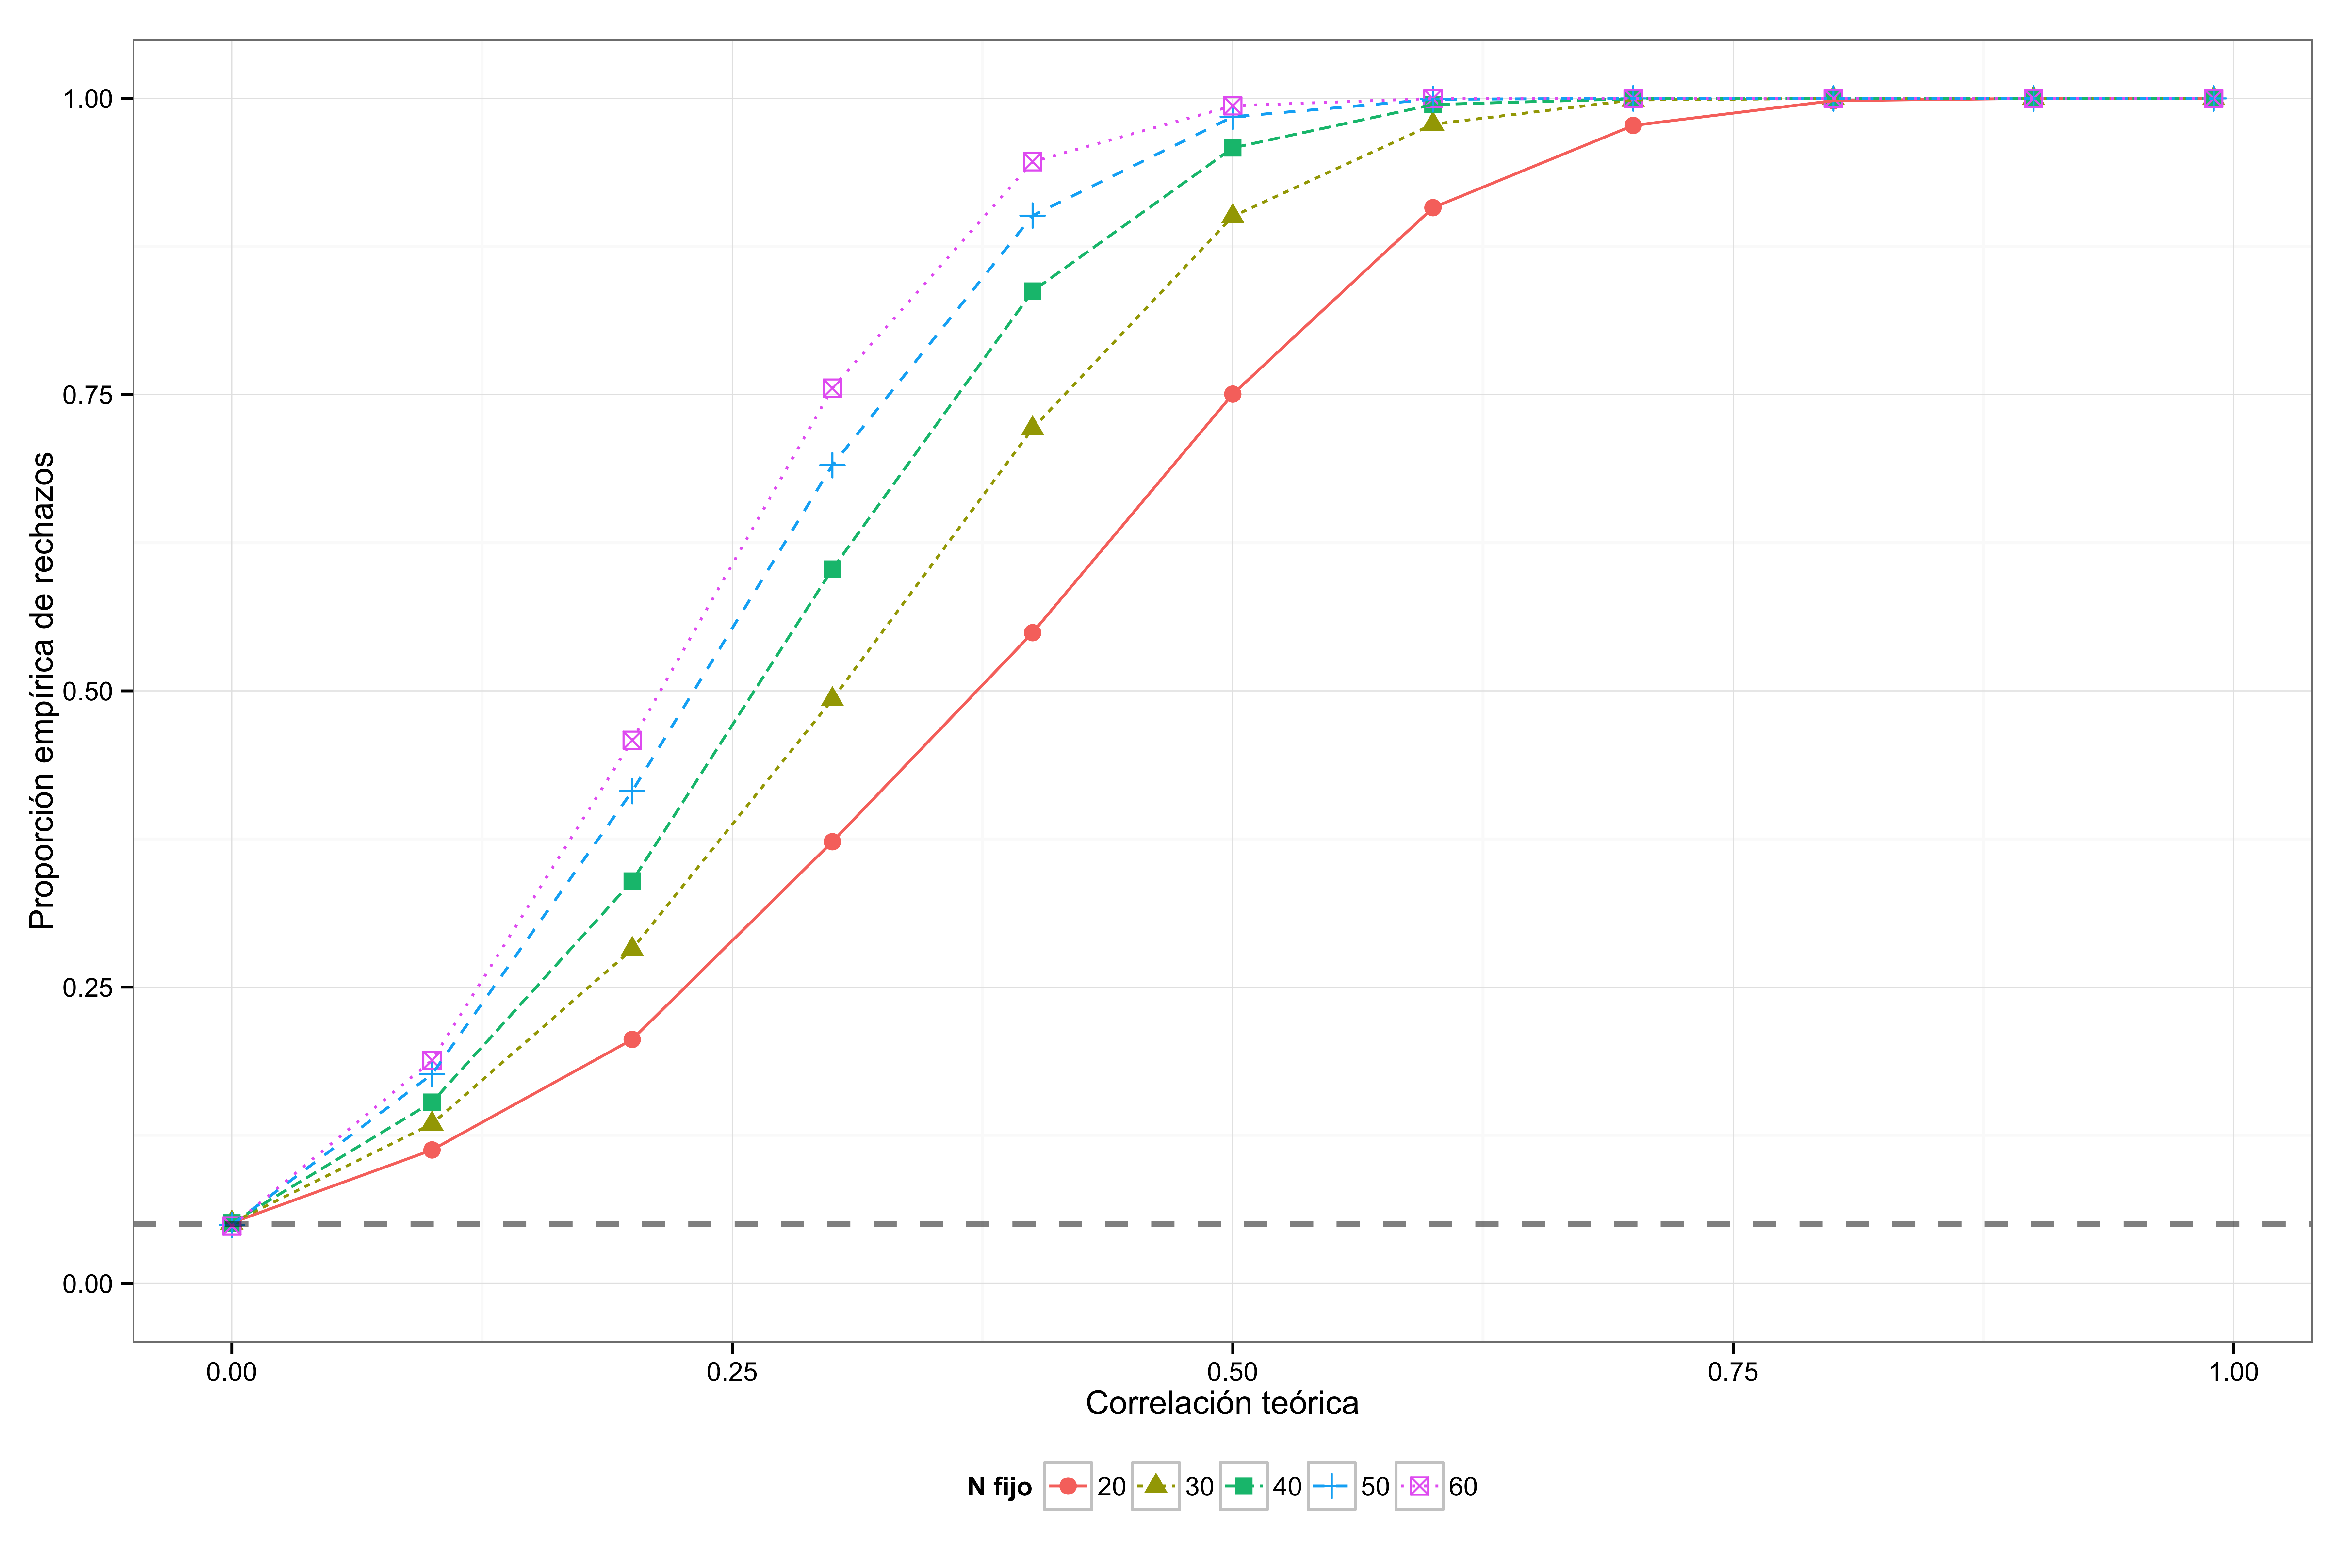 Proporción empírica de rechazos
1.00
0.75
0.50
0.25
0.00
0.00 0.25 0.50 0.75 1.00
Correlación teórica
N fijo 20 30 40 50 60